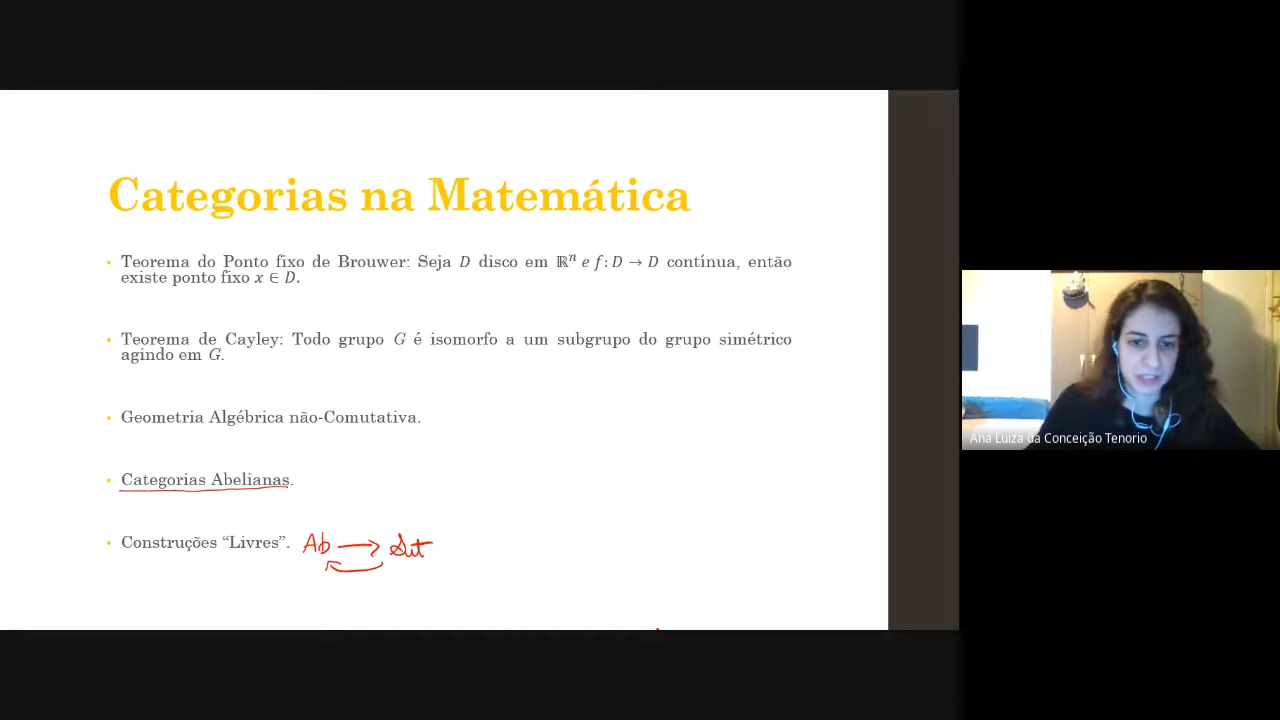 Categorias na Matemática
• Teorema do Ponto fixo de Brouwer: Seja D disco em ℝⁿ e f: D → D contínua, então
existe ponto fixo x ∈ D.
• Teorema de Cayley: Todo grupo G é isomorfo a um subgrupo do grupo simétrico
agindo em G.
• Geometria Algébrica não-Comutativa.
• Categorias Abelianas.
• Construções “Livres”. Ab → Set
Ana Luiza da Conceição Tenorio